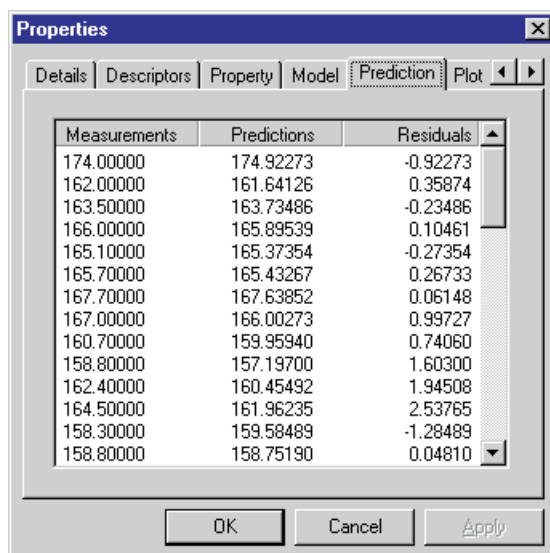 Properties
Details Descriptors Property Model Prediction Plot
Measurements Predictions Residuals
174.00000 174.92273 -0.92273
162.00000 161.64126 0.35874
163.50000 163.73486 -0.23486
166.00000 165.89539 0.10461
165.10000 165.37354 -0.27354
165.70000 165.43267 0.26733
167.70000 167.63852 0.06148
167.00000 166.00273 0.99727
160.70000 159.95940 0.74060
158.80000 157.19700 1.60300
162.40000 160.45492 1.94508
164.50000 161.96235 2.53765
158.30000 159.58489 -1.28489
158.80000 158.75190 0.04810
OK Cancel Apply